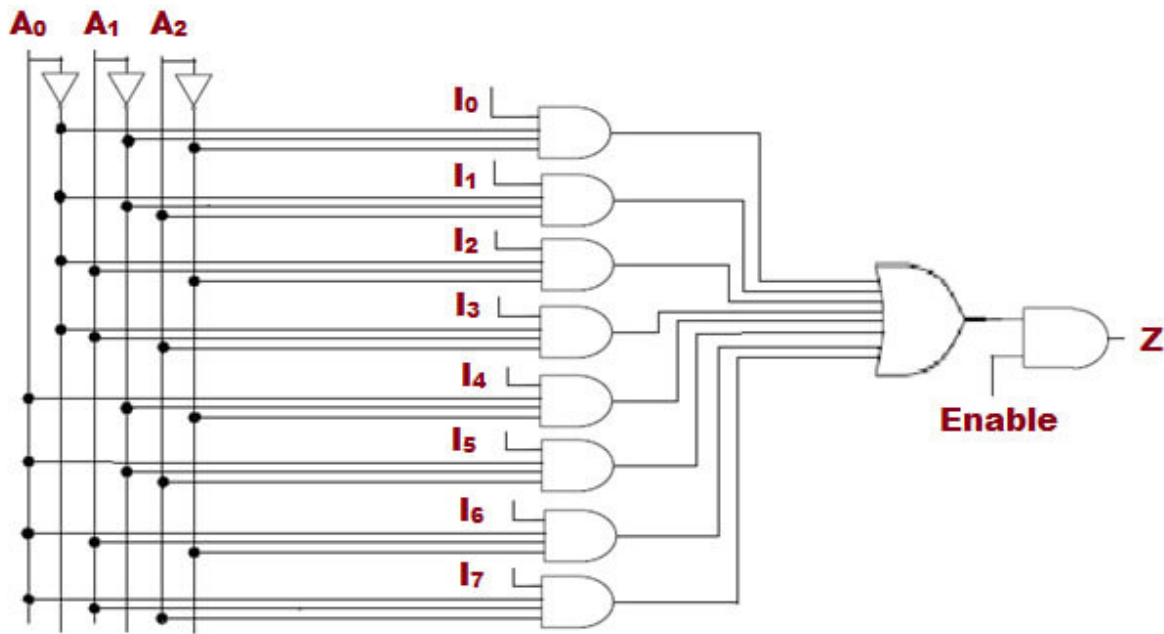 A₀ A₁ A₂
I₀
I₁
I₂
I₃
Z
I₄
Enable
I₅
I₆
I₇